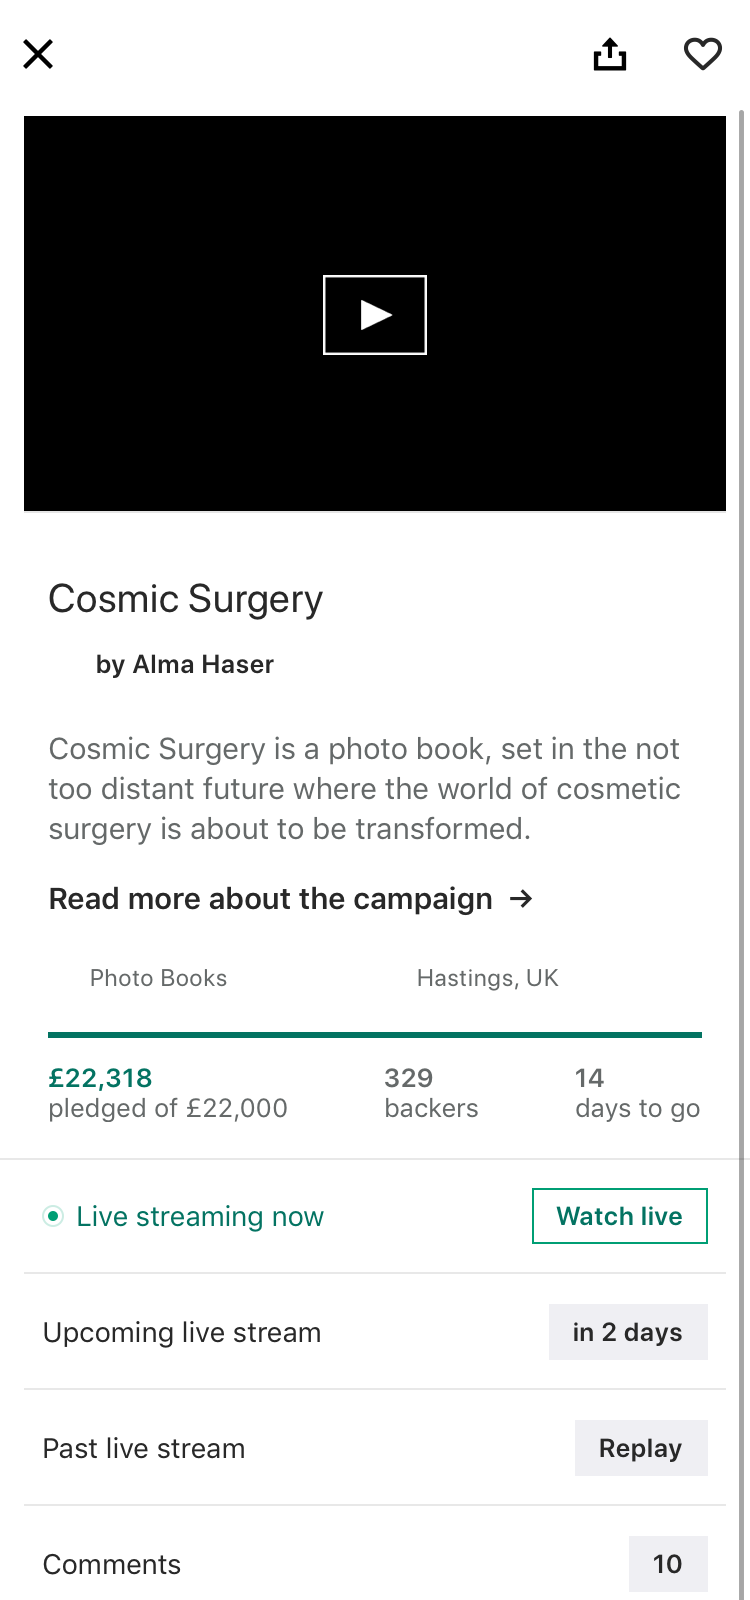 Cosmic Surgery
by Alma Haser
Cosmic Surgery is a photo book, set in the not
too distant future where the world of cosmetic
surgery is about to be transformed.
Read more about the campaign →
Photo Books
Hastings, UK
£22,318
pledged of £22,000
329
backers
14
days to go
Live streaming now
Watch live
Upcoming live stream
in 2 days
Past live stream
Replay
Comments
10